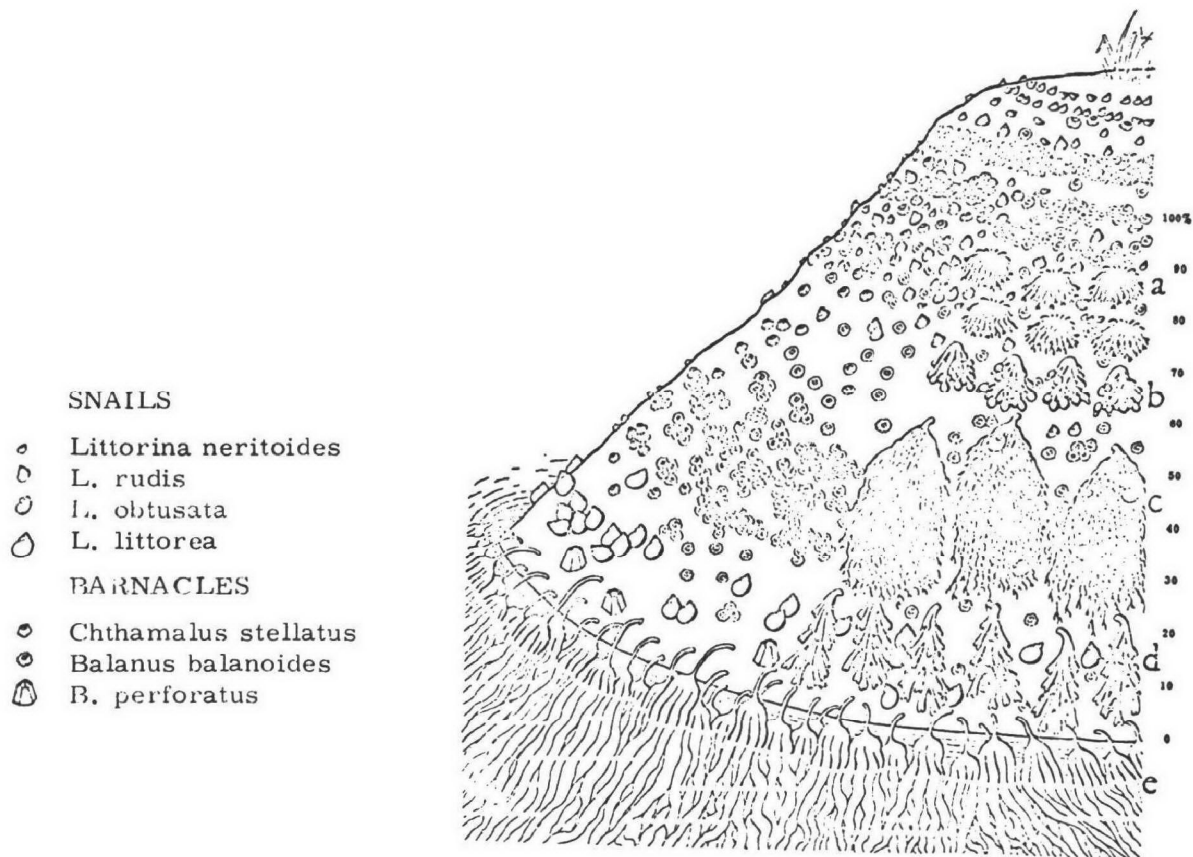 SNAILS
Littorina neritoides
L. rudis
L. obtusata
L. littorea
BARNACLES
Chthamalus stellatus
Balanus balanoides
B. perforatus
100%
90
a
80
70
b
60
50
c
40
30
20
d
10
0
e